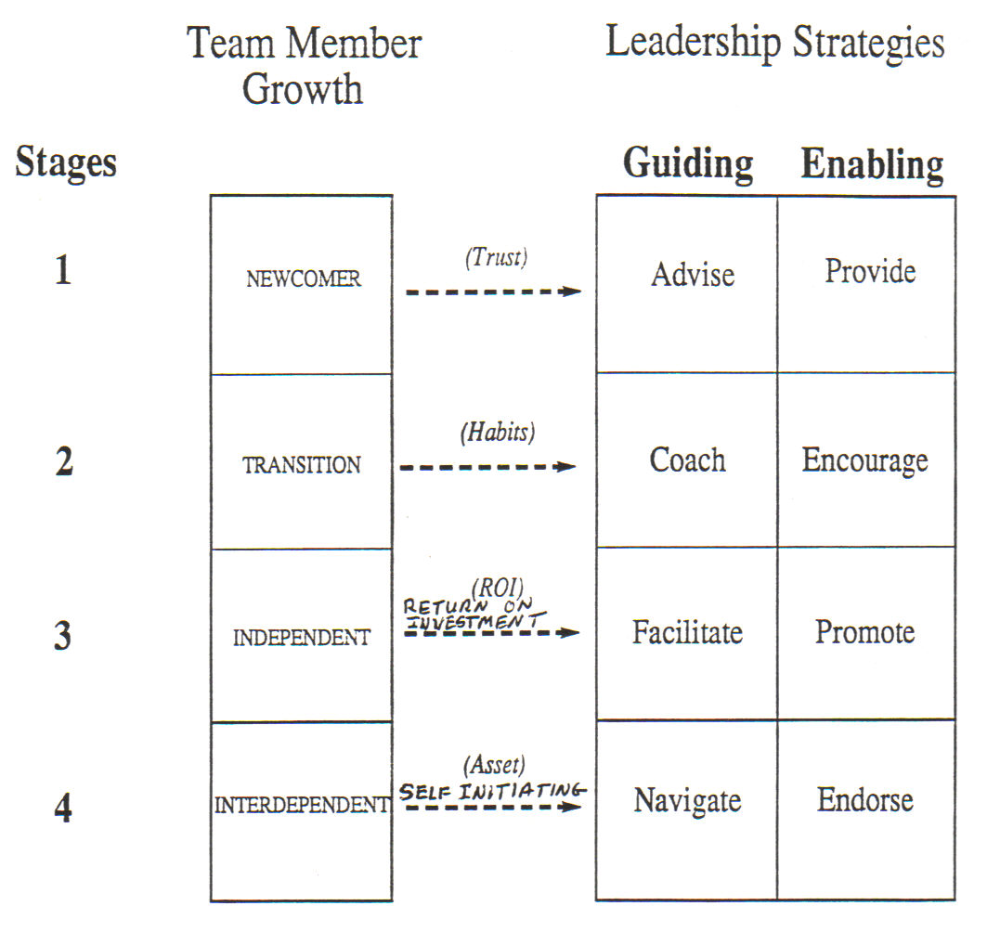 Team Member
Growth
Leadership Strategies
Stages
Guiding
Enabling
1
NEWCOMER
(Trust)
Advise
Provide
2
TRANSITION
(Habits)
Coach
Encourage
3
INDEPENDENT
(ROI)
RETURN ON
INVESTMENT
Facilitate
Promote
4
INTERDEPENDENT
(Asset)
SELF INITIATING
Navigate
Endorse